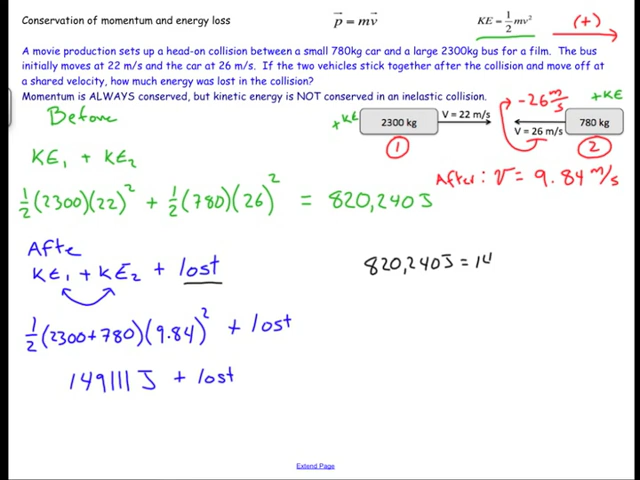 Conservation of momentum and energy loss
p = mv
KE = 1/2 mv²
(+)
A movie production sets up a head-on collision between a small 780kg car and a large 2300kg bus for a film. The bus
initially moves at 22 m/s and the car at 26 m/s. If the two vehicles stick together after the collision and move off at
a shared velocity, how much energy was lost in the collision?
Momentum is ALWAYS conserved, but kinetic energy is NOT conserved in an inelastic collision.
Before
+KE
2300 kg
V = 22 m/s
-26 m/s
V = 26 m/s
+KE
780 kg
1
2
KE₁ + KE₂
After: V = 9.84 m/s
1/2(2300)(22)² + 1/2(780)(26)² = 820,240J
Afte
KE₁ + KE₂ + lost
820,240J = 14
1/2(2300+780)(9.84)² + lost
149111 J + lost
Extend Page